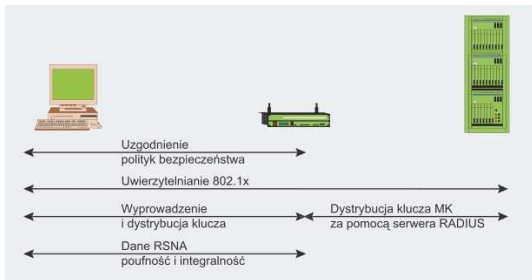 Uzgodnienie
polityk bezpieczeństwa
Uwierzytelnianie 802.1x
Wyprowadzenie
i dystrybucja klucza
Dystrybucja klucza MK
za pomocą serwera RADIUS
Dane RSNA
poufność i integralność